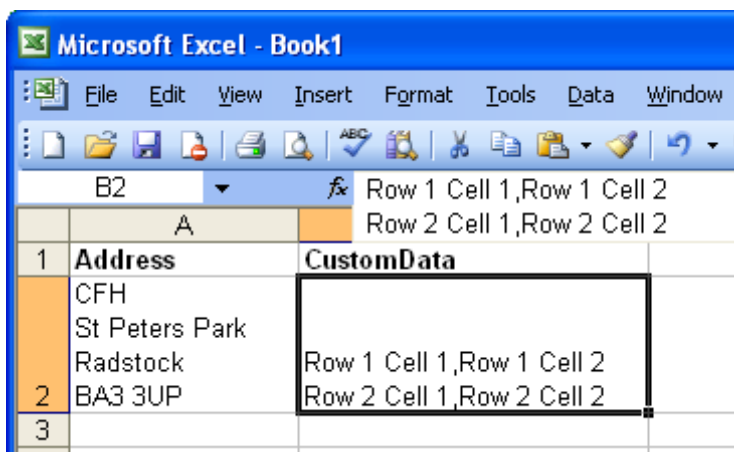 Microsoft Excel - Book1
File Edit View Insert Format Tools Data Window
ABC
B2 fx Row 1 Cell 1,Row 1 Cell 2
Row 2 Cell 1,Row 2 Cell 2
A
1 Address CustomData
CFH
St Peters Park
Radstock Row 1 Cell 1,Row 1 Cell 2
2 BA3 3UP Row 2 Cell 1,Row 2 Cell 2
3